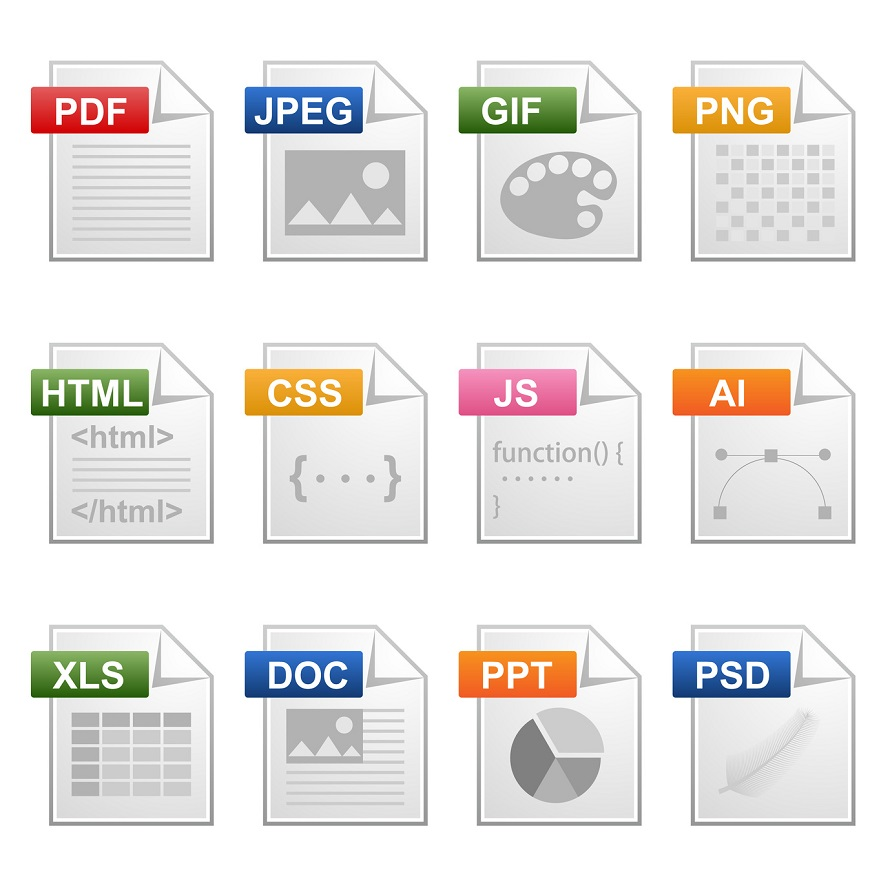 PDF
JPEG
GIF
PNG
HTML
<html>
</html>
CSS
{ . . . }
JS
function() {
. . . . . .
}
AI
XLS
DOC
PPT
PSD